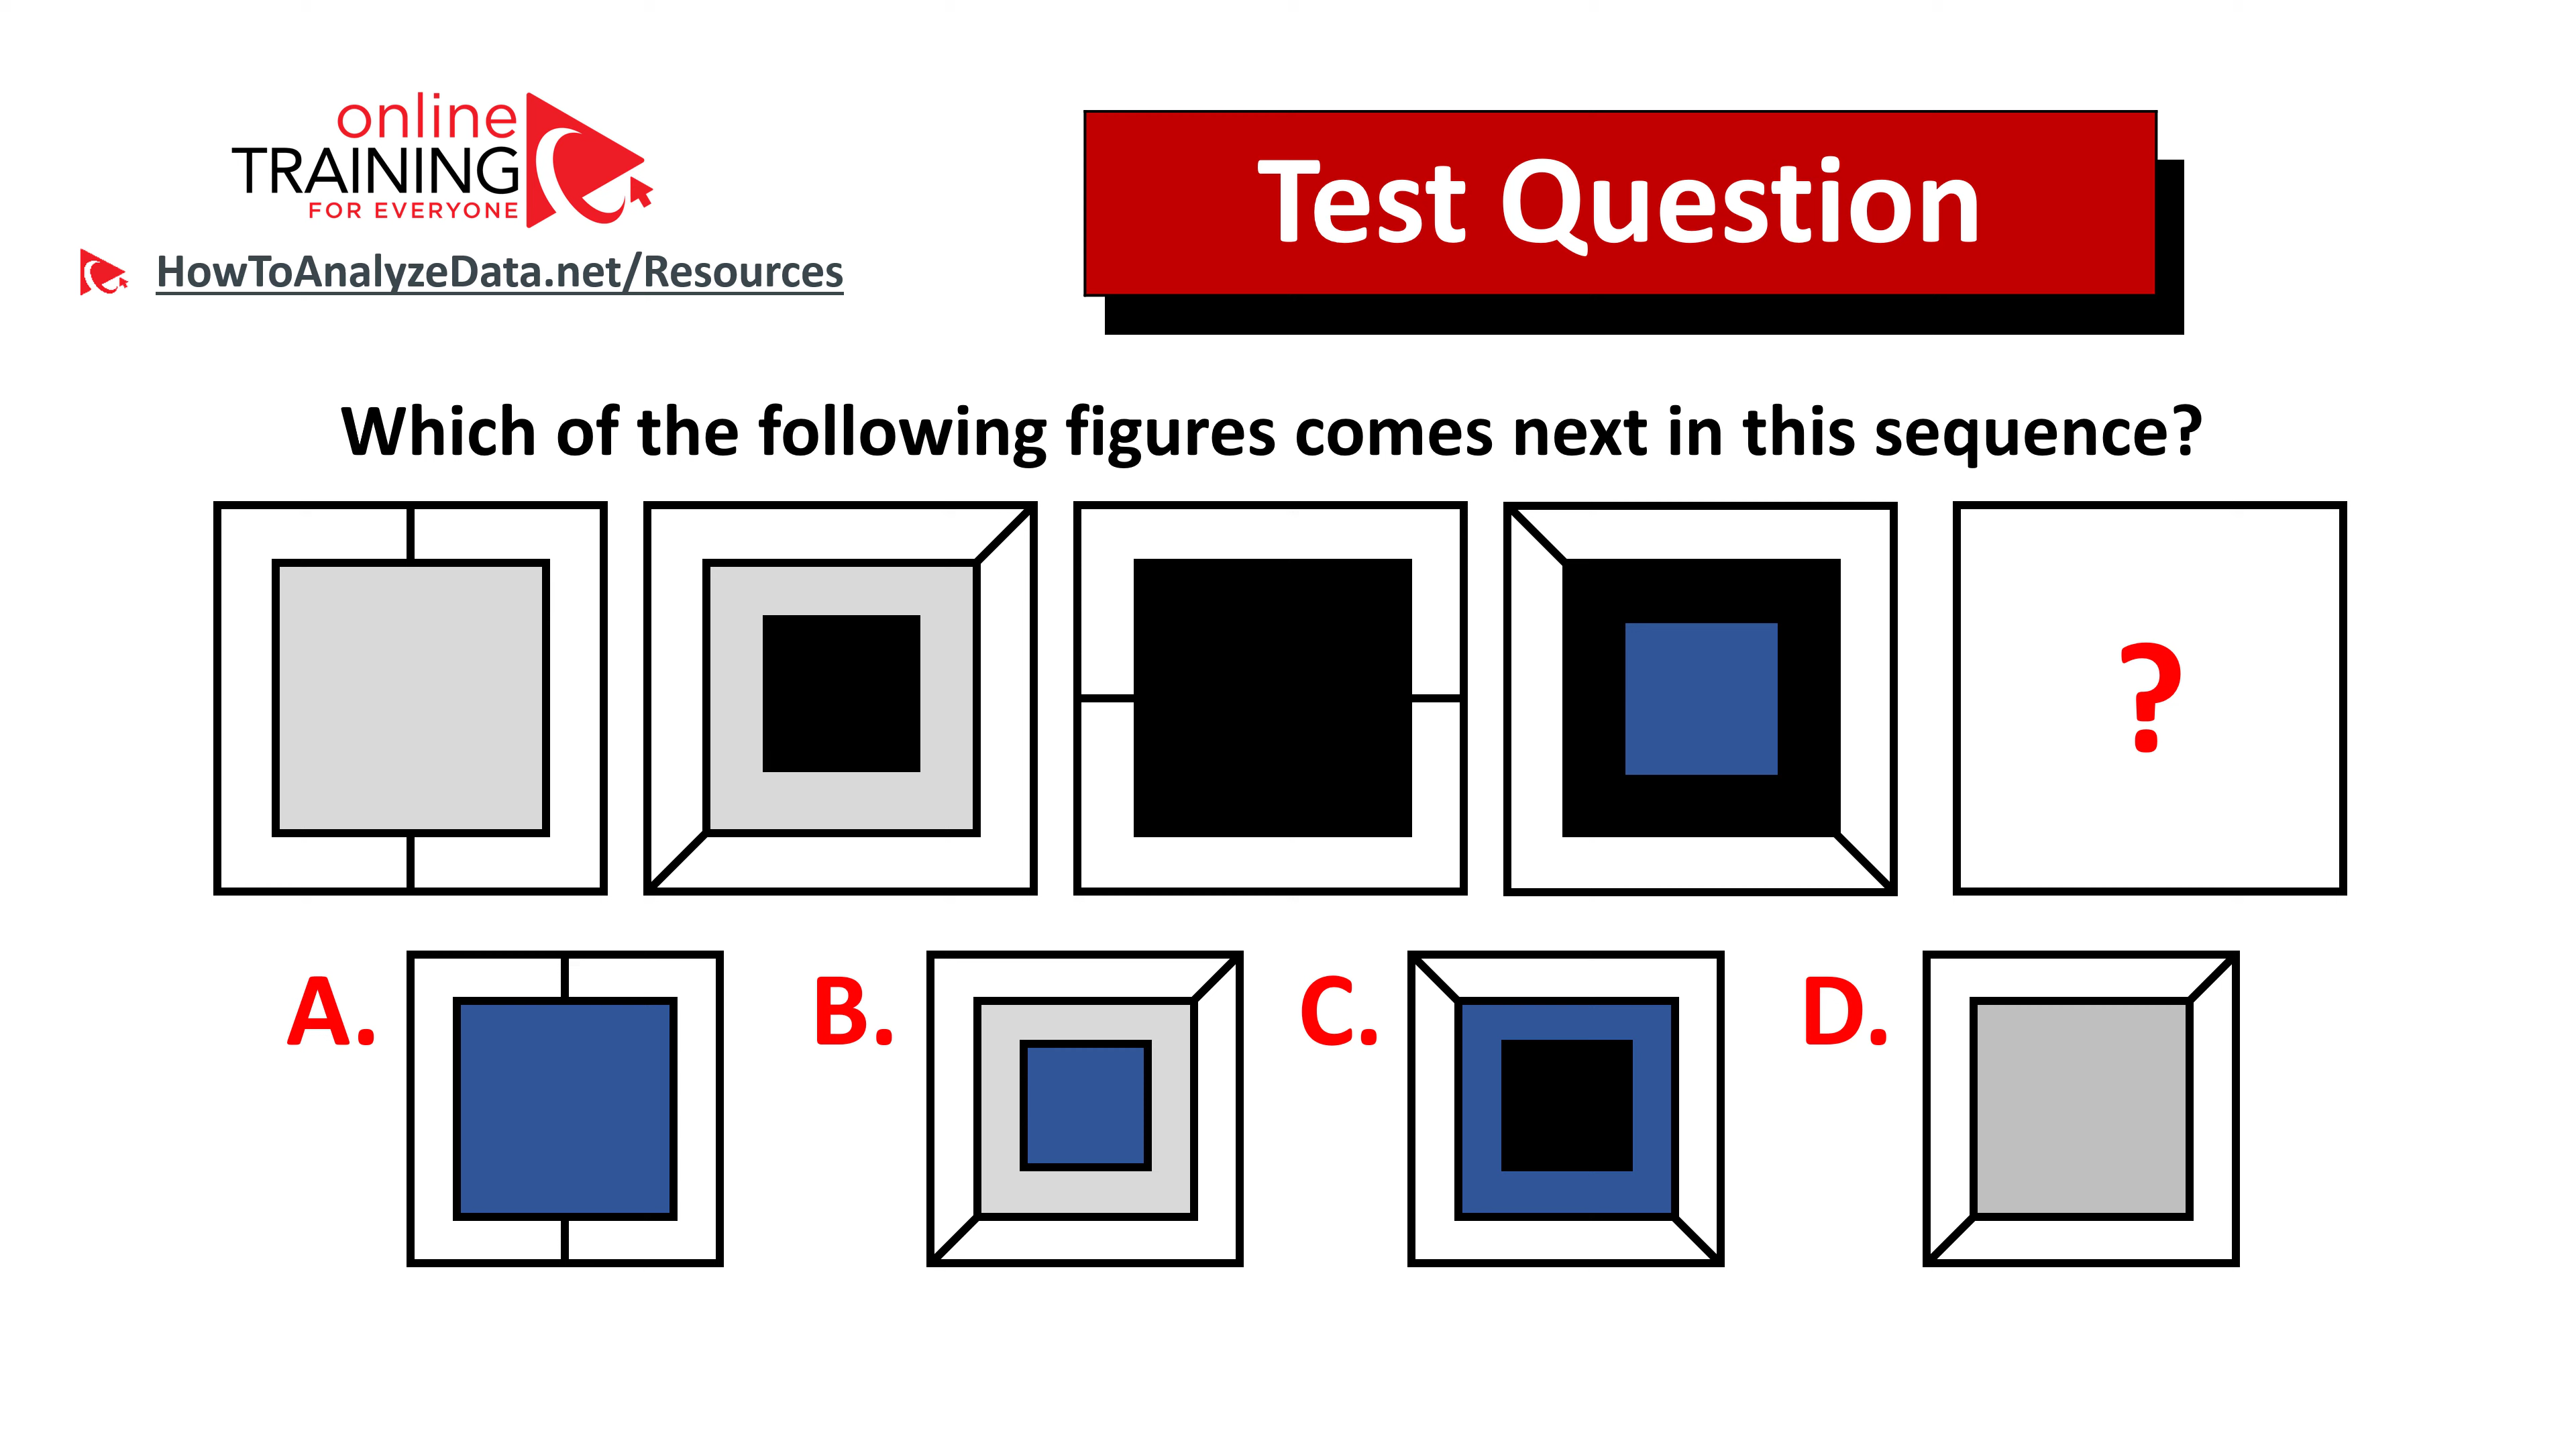 online
TRAINING
FOR EVERYONE
HowToAnalyzeData.net/Resources
Test Question
Which of the following figures comes next in this sequence?
?
A.
B.
C.
D.